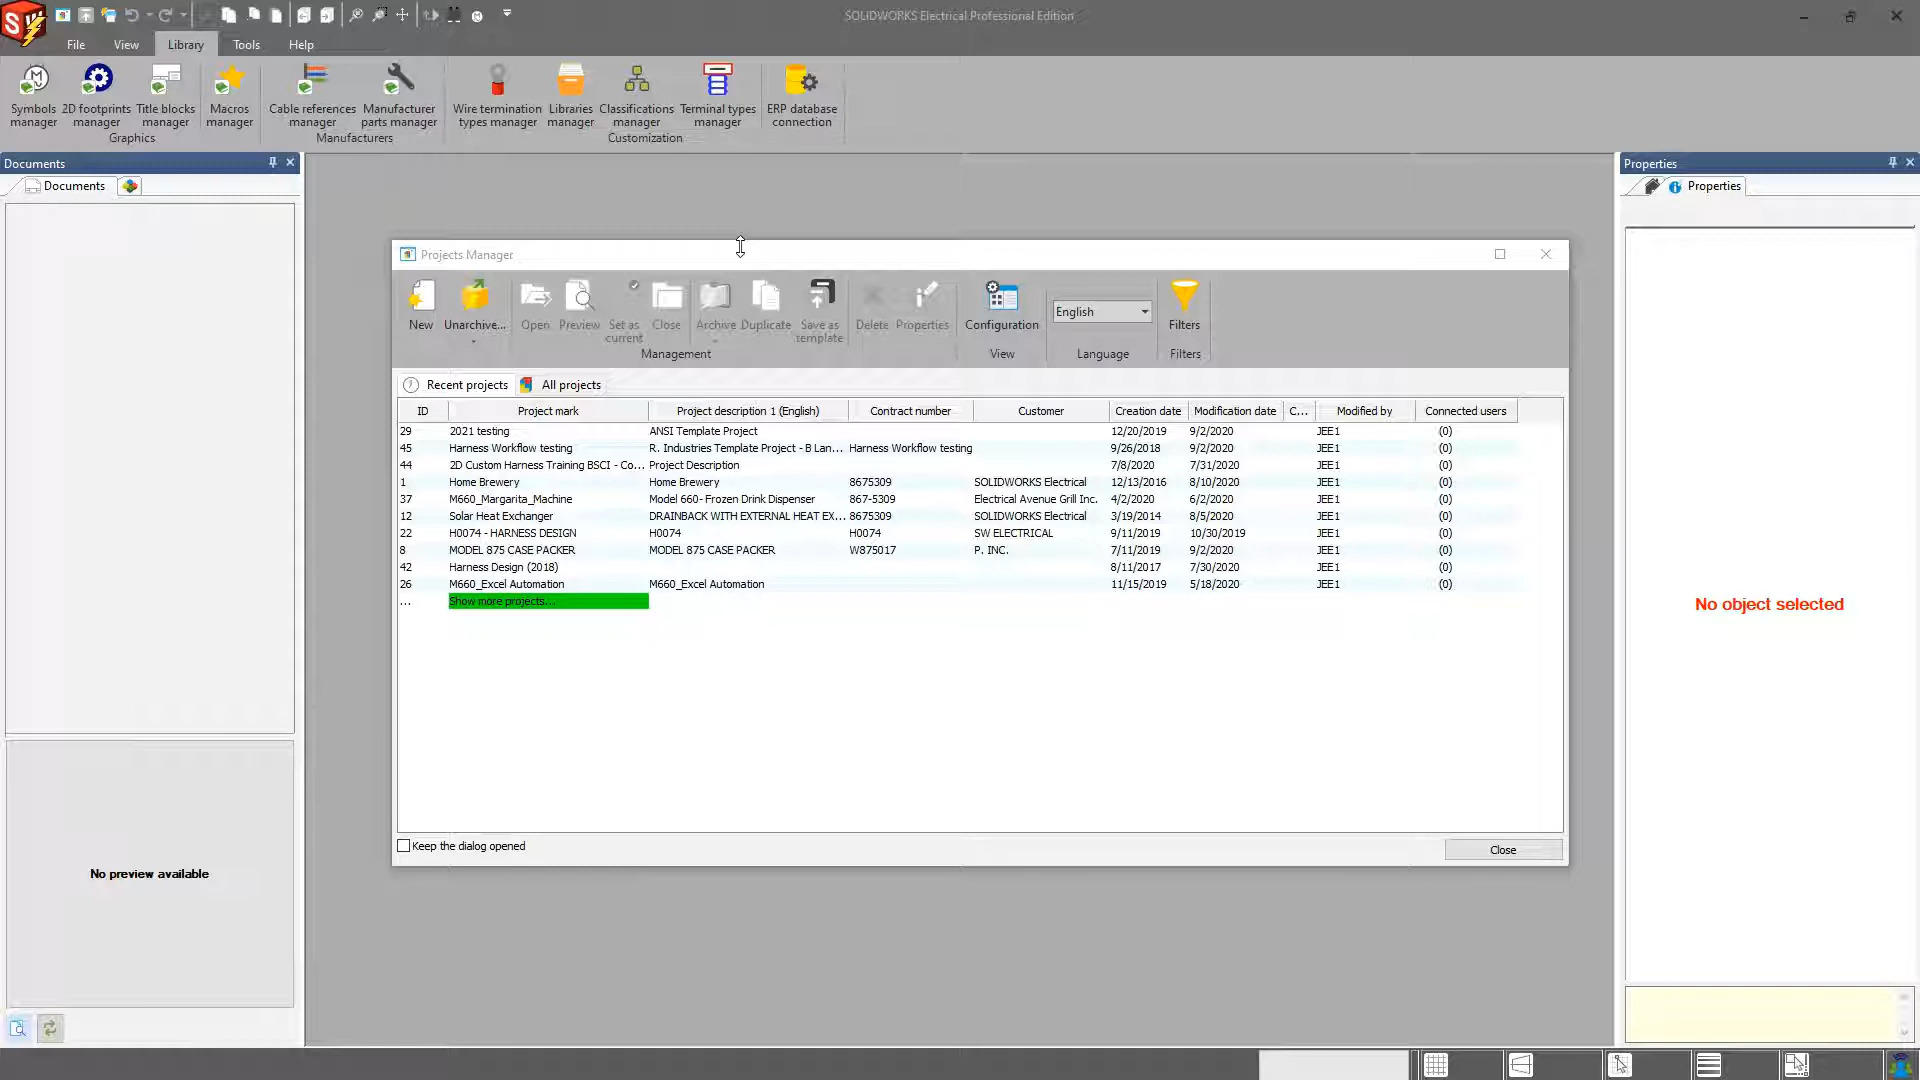 SOLIDWORKS Electrical Professional Edition
File View Library Tools Help
Symbols manager
2D footprints manager
Title blocks manager
Macros manager
Cable references manager
Manufacturer parts manager
Wire termination types manager
Libraries manager
Classifications manager
Terminal types manager
ERP database connection
Graphics
Manufacturers
Customization
Documents
Documents
Properties
Properties
Projects Manager
New
Unarchive...
Open
Preview
Set as current
Close
Archive
Duplicate
Save as template
Delete
Properties
Configuration
English
Filters
Management
View
Language
Filters
Recent projects
All projects
ID Project mark Project description 1 (English) Contract number Customer Creation date Modification date C... Modified by Connected users
29 2021 testing ANSI Template Project 12/20/2019 9/2/2020 JEE1 (0)
45 Harness Workflow testing R. Industries Template Project - B Lan... Harness Workflow testing 9/26/2018 9/2/2020 JEE1 (0)
44 2D Custom Harness Training BSCI - Co... Project Description 7/8/2020 7/31/2020 JEE1 (0)
1 Home Brewery Home Brewery 8675309 SOLIDWORKS Electrical 12/13/2016 8/10/2020 JEE1 (0)
37 M660_Margarita_Machine Model 660- Frozen Drink Dispenser 867-5309 Electrical Avenue Grill Inc. 4/2/2020 6/2/2020 JEE1 (0)
12 Solar Heat Exchanger DRAINBACK WITH EXTERNAL HEAT EX... 8675309 SOLIDWORKS Electrical 3/19/2014 8/5/2020 JEE1 (0)
22 H0074 - HARNESS DESIGN H0074 H0074 SW ELECTRICAL 9/11/2019 10/30/2019 JEE1 (0)
8 MODEL 875 CASE PACKER MODEL 875 CASE PACKER W875017 P. INC. 7/11/2019 9/2/2020 JEE1 (0)
42 Harness Design (2018) 8/11/2017 7/30/2020 JEE1 (0)
26 M660_Excel Automation M660_Excel Automation 11/15/2019 5/18/2020 JEE1 (0)
... Show more projects...
No object selected
Keep the dialog opened
Close
No preview available